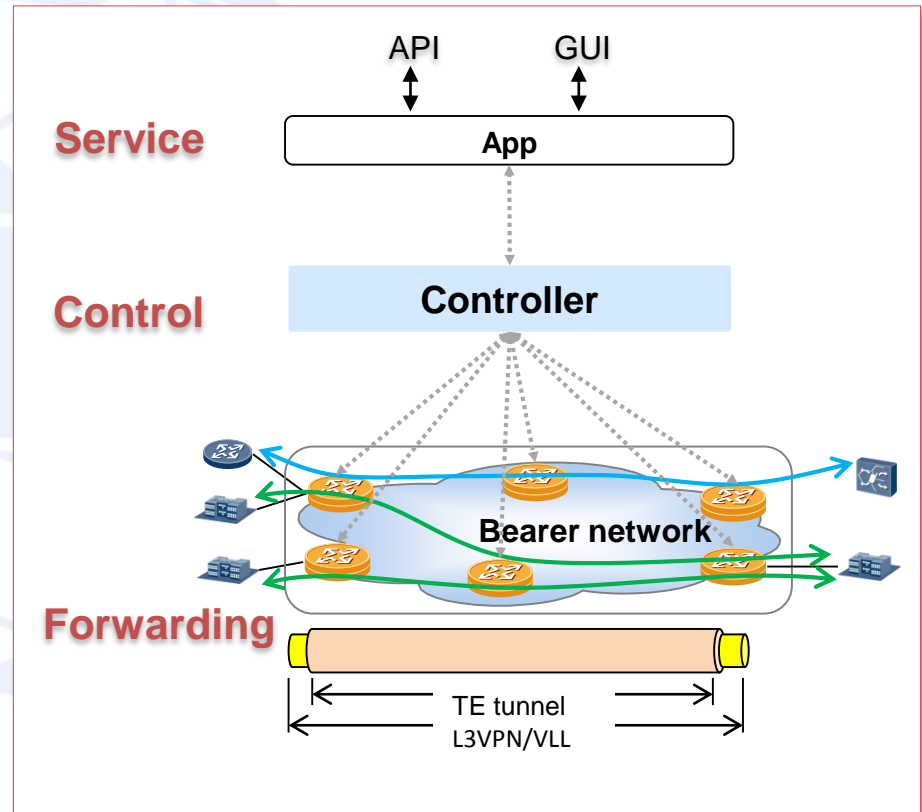 API
GUI
Service
App
Control
Controller
Bearer network
Forwarding
TE tunnel
L3VPN/VLL